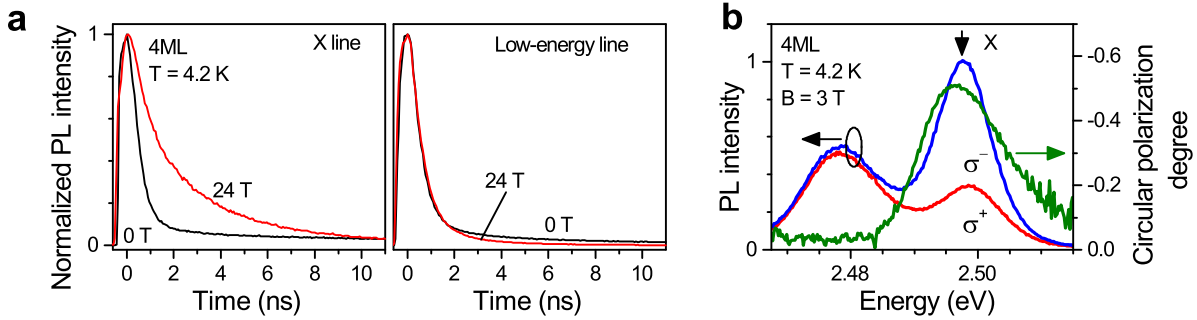 a
Normalized PL intensity
1
0
4ML
T = 4.2 K
X line
24 T
0 T
0 2 4 6 8 10
Time (ns)
Low-energy line
24 T
0 T
0 2 4 6 8 10
Time (ns)
b
PL intensity
1
0
4ML
T = 4.2 K
B = 3 T
X
σ−
σ+
2.48 2.50
Energy (eV)
-0.6
-0.4
-0.2
0.0
Circular polarization
degree